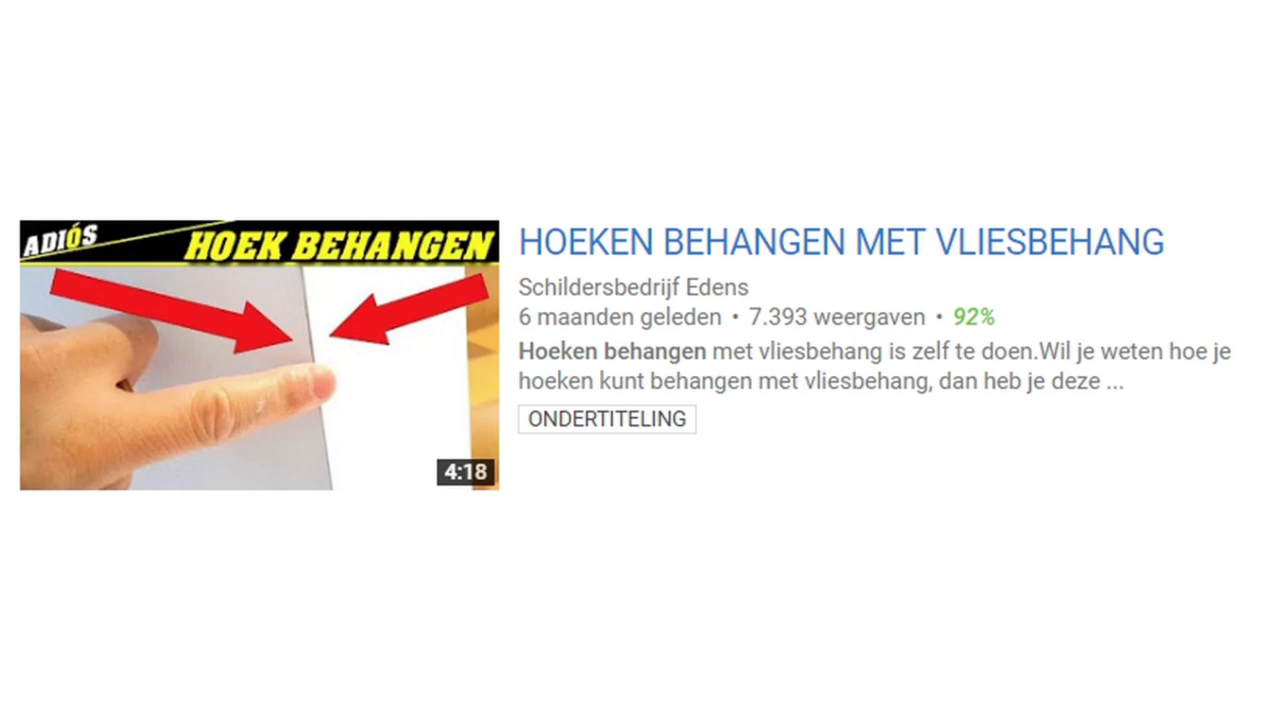 ADIÓS
HOEK BEHANGEN
4:18
HOEKEN BEHANGEN MET VLIESBEHANG
Schildersbedrijf Edens
6 maanden geleden • 7.393 weergaven • 92%
Hoeken behangen met vliesbehang is zelf te doen.Wil je weten hoe je
hoeken kunt behangen met vliesbehang, dan heb je deze ...
ONDERTITELING